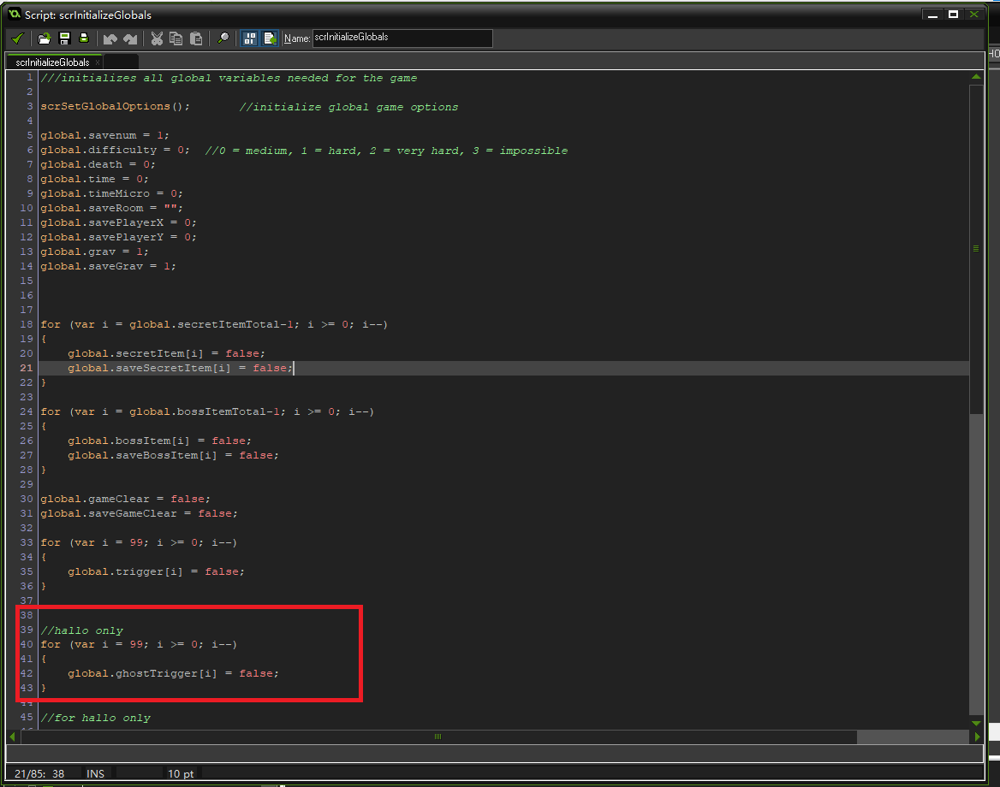 Script: scrInitializeGlobals
Name: scrInitializeGlobals
scrInitializeGlobals
1 ///initializes all global variables needed for the game
2
3 scrSetGlobalOptions(); //initialize global game options
4
5 global.savenum = 1;
6 global.difficulty = 0; //0 = medium, 1 = hard, 2 = very hard, 3 = impossible
7 global.death = 0;
8 global.time = 0;
9 global.timeMicro = 0;
10 global.saveRoom = "";
11 global.savePlayerX = 0;
12 global.savePlayerY = 0;
13 global.grav = 1;
14 global.saveGrav = 1;
15
16
17
18 for (var i = global.secretItemTotal-1; i >= 0; i--)
19 {
20 global.secretItem[i] = false;
21 global.saveSecretItem[i] = false;
22 }
23
24 for (var i = global.bossItemTotal-1; i >= 0; i--)
25 {
26 global.bossItem[i] = false;
27 global.saveBossItem[i] = false;
28 }
29
30 global.gameClear = false;
31 global.saveGameClear = false;
32
33 for (var i = 99; i >= 0; i--)
34 {
35 global.trigger[i] = false;
36 }
37
38
39 //hallo only
40 for (var i = 99; i >= 0; i--)
41 {
42 global.ghostTrigger[i] = false;
43 }
44
45 //for hallo only
21/85: 38 INS 10 pt